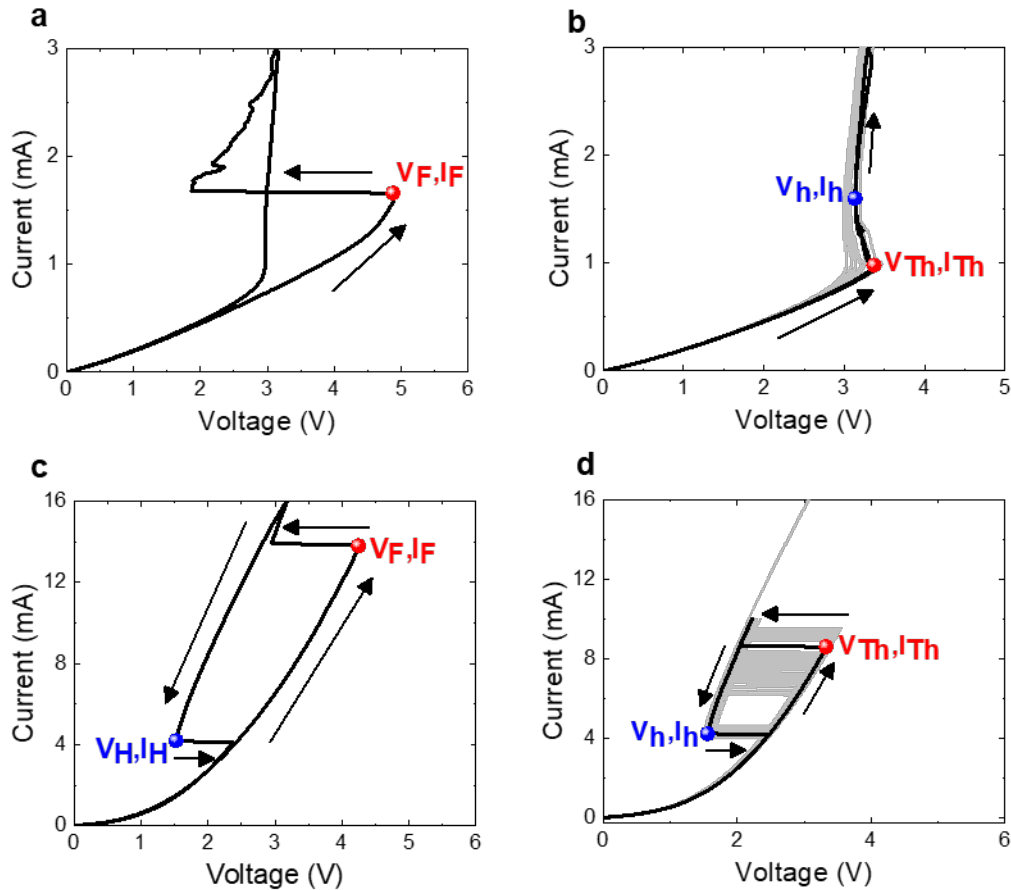 a
Current (mA)
3
2
1
0
VF,IF
0 1 2 3 4 5 6
Voltage (V)
b
Current (mA)
3
2
1
0
Vh,Ih
VTh,ITh
0 1 2 3 4 5
Voltage (V)
c
Current (mA)
16
12
8
4
0
VF,IF
VH,IH
0 1 2 3 4 5 6
Voltage (V)
d
Current (mA)
16
12
8
4
0
VTh,ITh
Vh,Ih
0 2 4 6
Voltage (V)